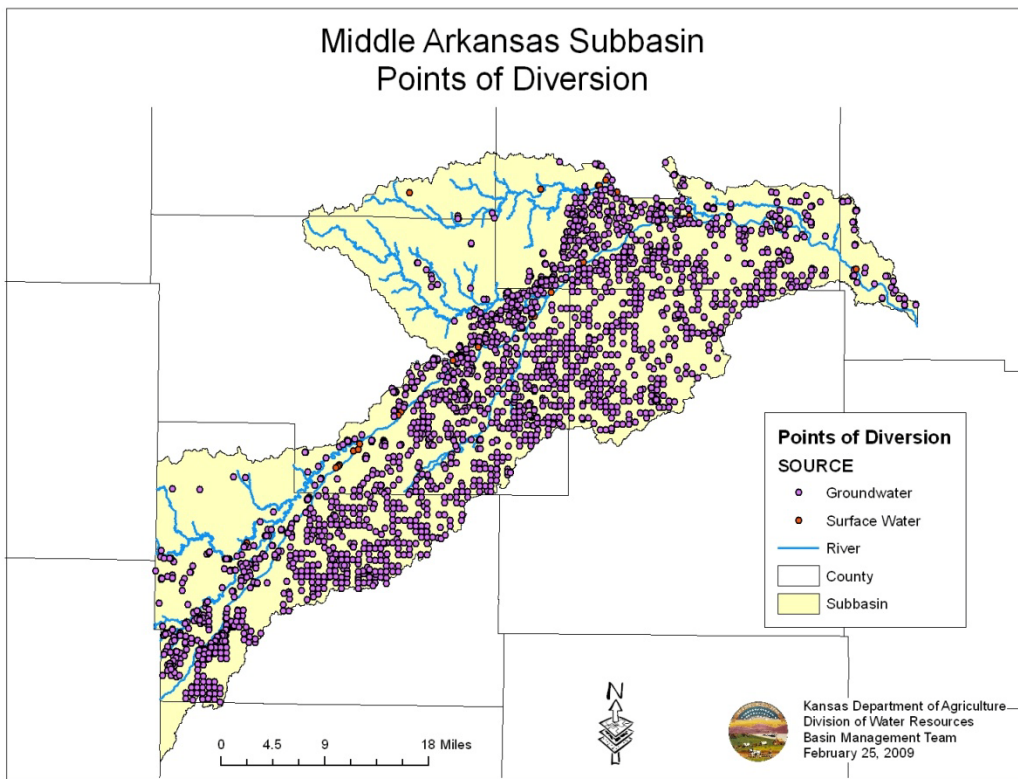 Middle Arkansas Subbasin
Points of Diversion
Points of Diversion
SOURCE
Groundwater
Surface Water
River
County
Subbasin
N
0 4.5 9 18 Miles
Kansas Department of Agriculture
Division of Water Resources
Basin Management Team
February 25, 2009